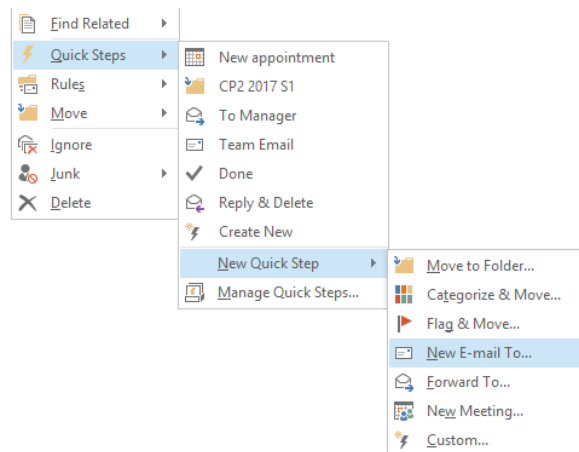 Find Related
Quick Steps
Rules
Move
Ignore
Junk
Delete
New appointment
CP2 2017 S1
To Manager
Team Email
Done
Reply & Delete
Create New
New Quick Step
Manage Quick Steps...
Move to Folder...
Categorize & Move...
Flag & Move...
New E-mail To...
Forward To...
New Meeting...
Custom...